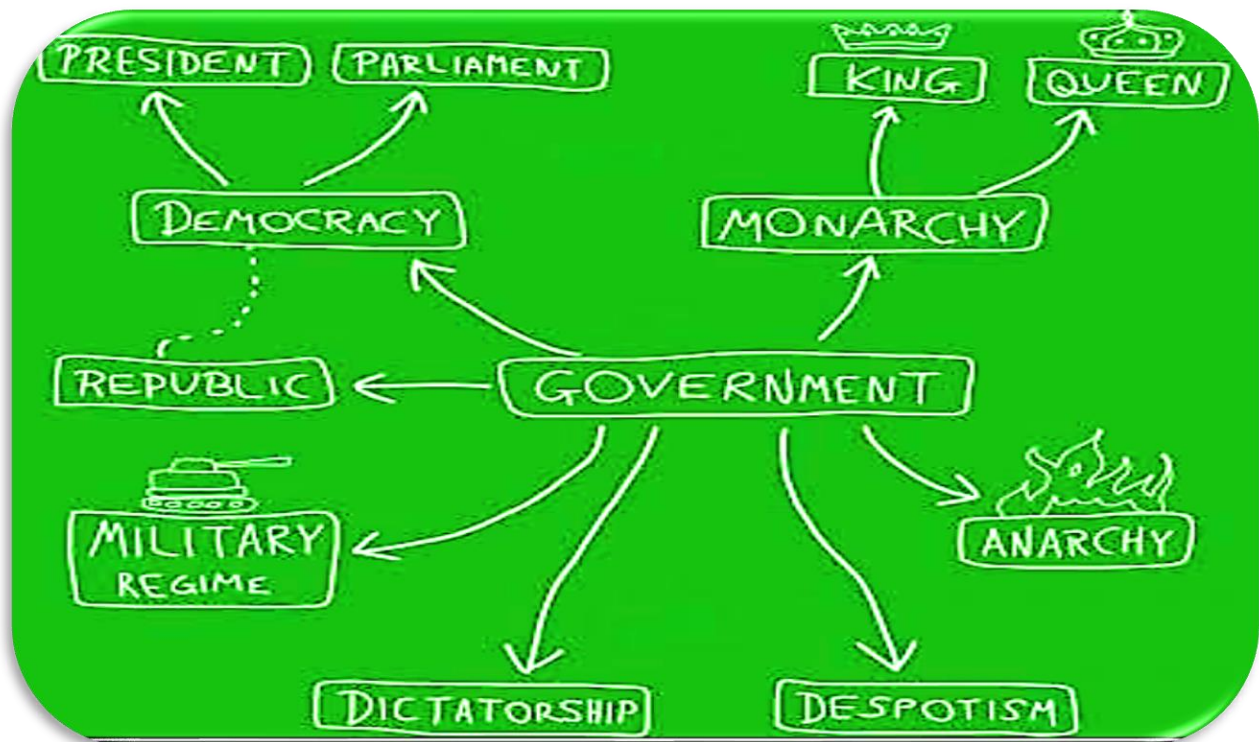 PRESIDENT
PARLIAMENT
KING
QUEEN
DEMOCRACY
MONARCHY
REPUBLIC
GOVERNMENT
MILITARY
REGIME
ANARCHY
DICTATORSHIP
DESPOTISM